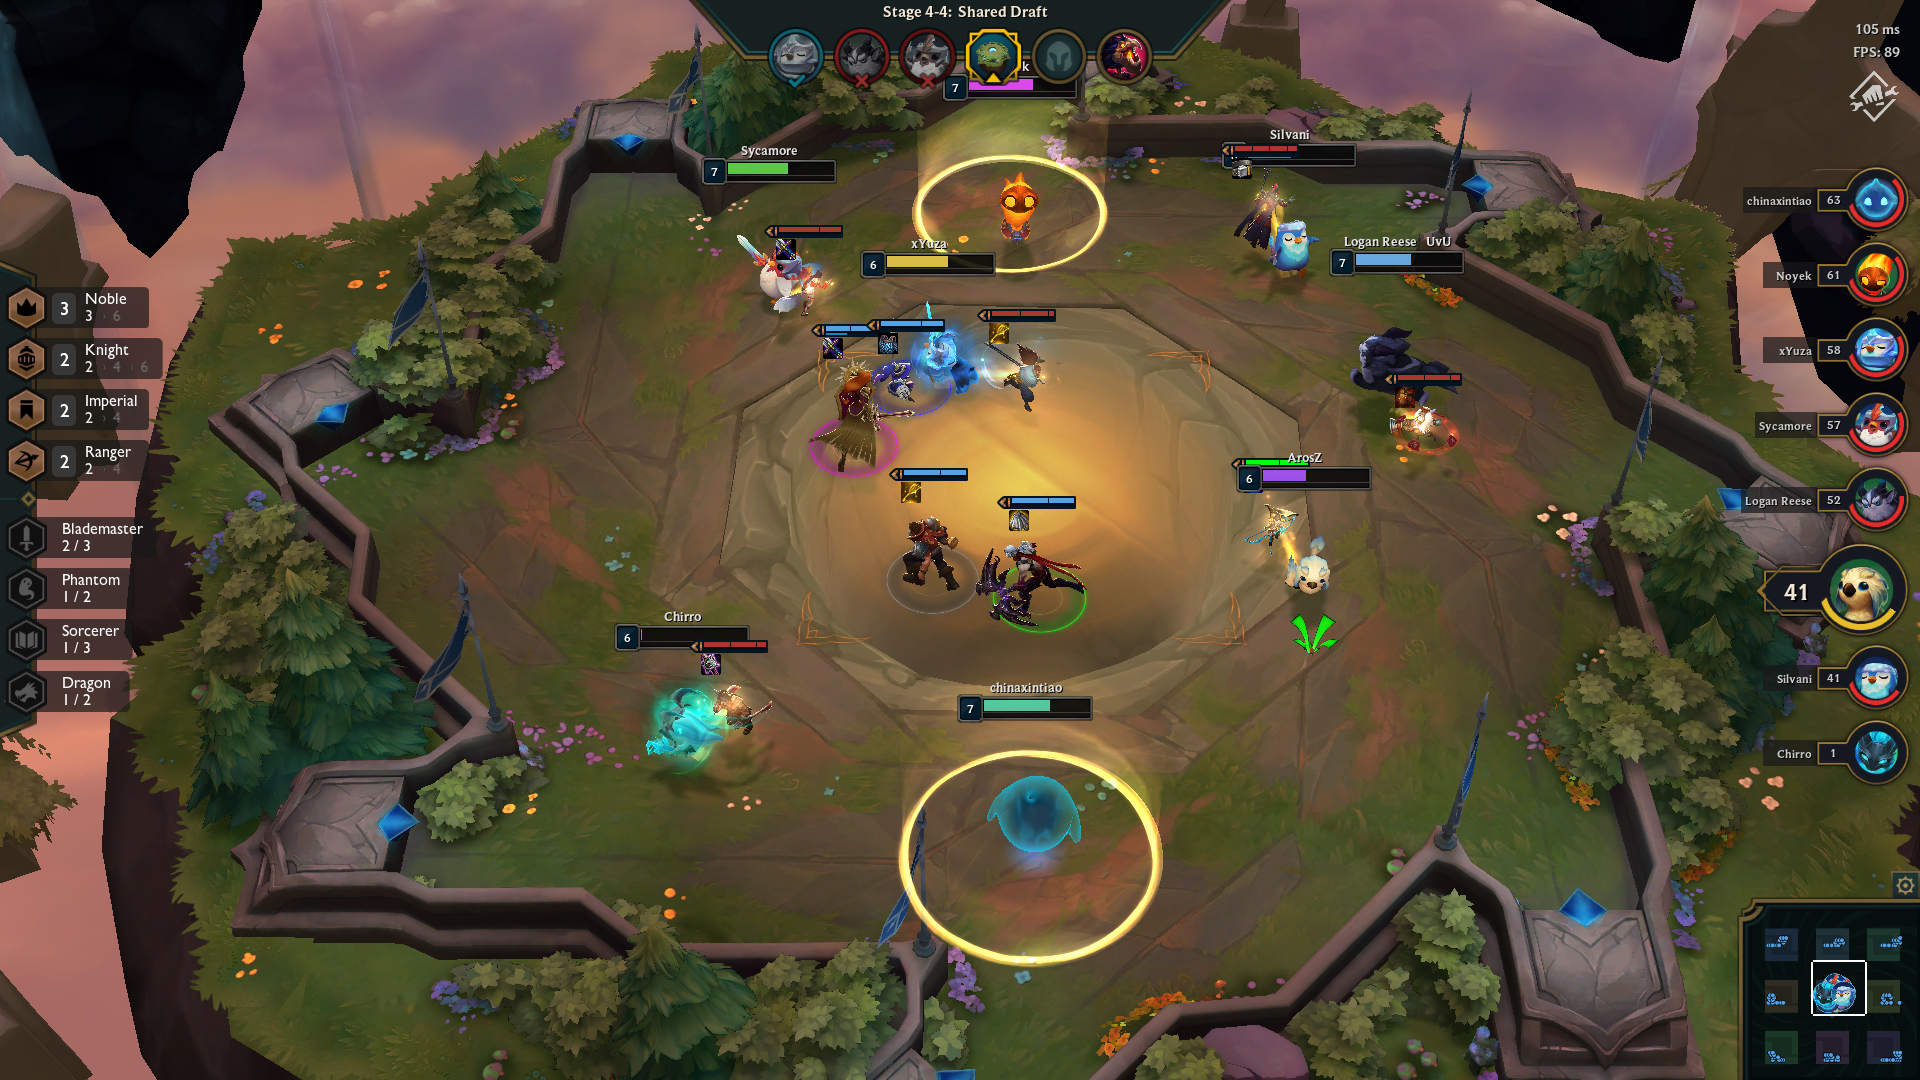 Stage 4-4: Shared Draft
105 ms
FPS: 89
k
7
Silvani
Sycamore
7
chinaxintiao 63
xYuza
6
Logan Reese UvU
7
Noyek 61
Noble
3
3 › 6
Knight
2
2 › 4 › 6
xYuza 58
Imperial
2
2 › 4
Sycamore 57
Ranger
2
2 › 4
ArosZ
6
Logan Reese 52
Blademaster
2 / 3
Phantom
1 / 2
41
Chirro
6
Sorcerer
1 / 3
Silvani 41
Dragon
1 / 2
chinaxintiao
7
Chirro 1